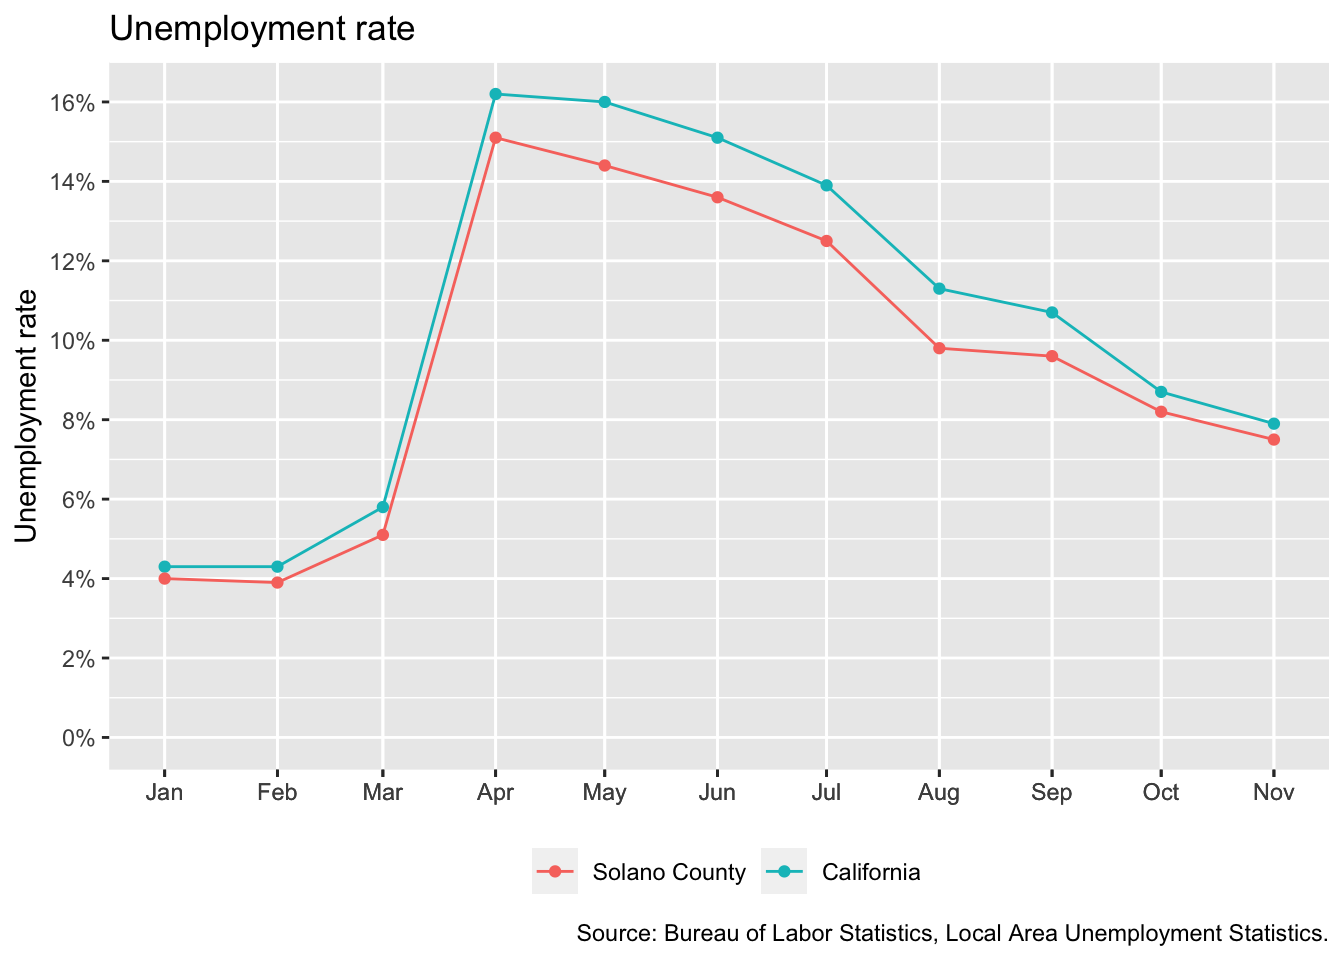 Unemployment rate
Unemployment rate
16%
14%
12%
10%
8%
6%
4%
2%
0%
Jan Feb Mar Apr May Jun Jul Aug Sep Oct Nov
Solano County California
Source: Bureau of Labor Statistics, Local Area Unemployment Statistics.